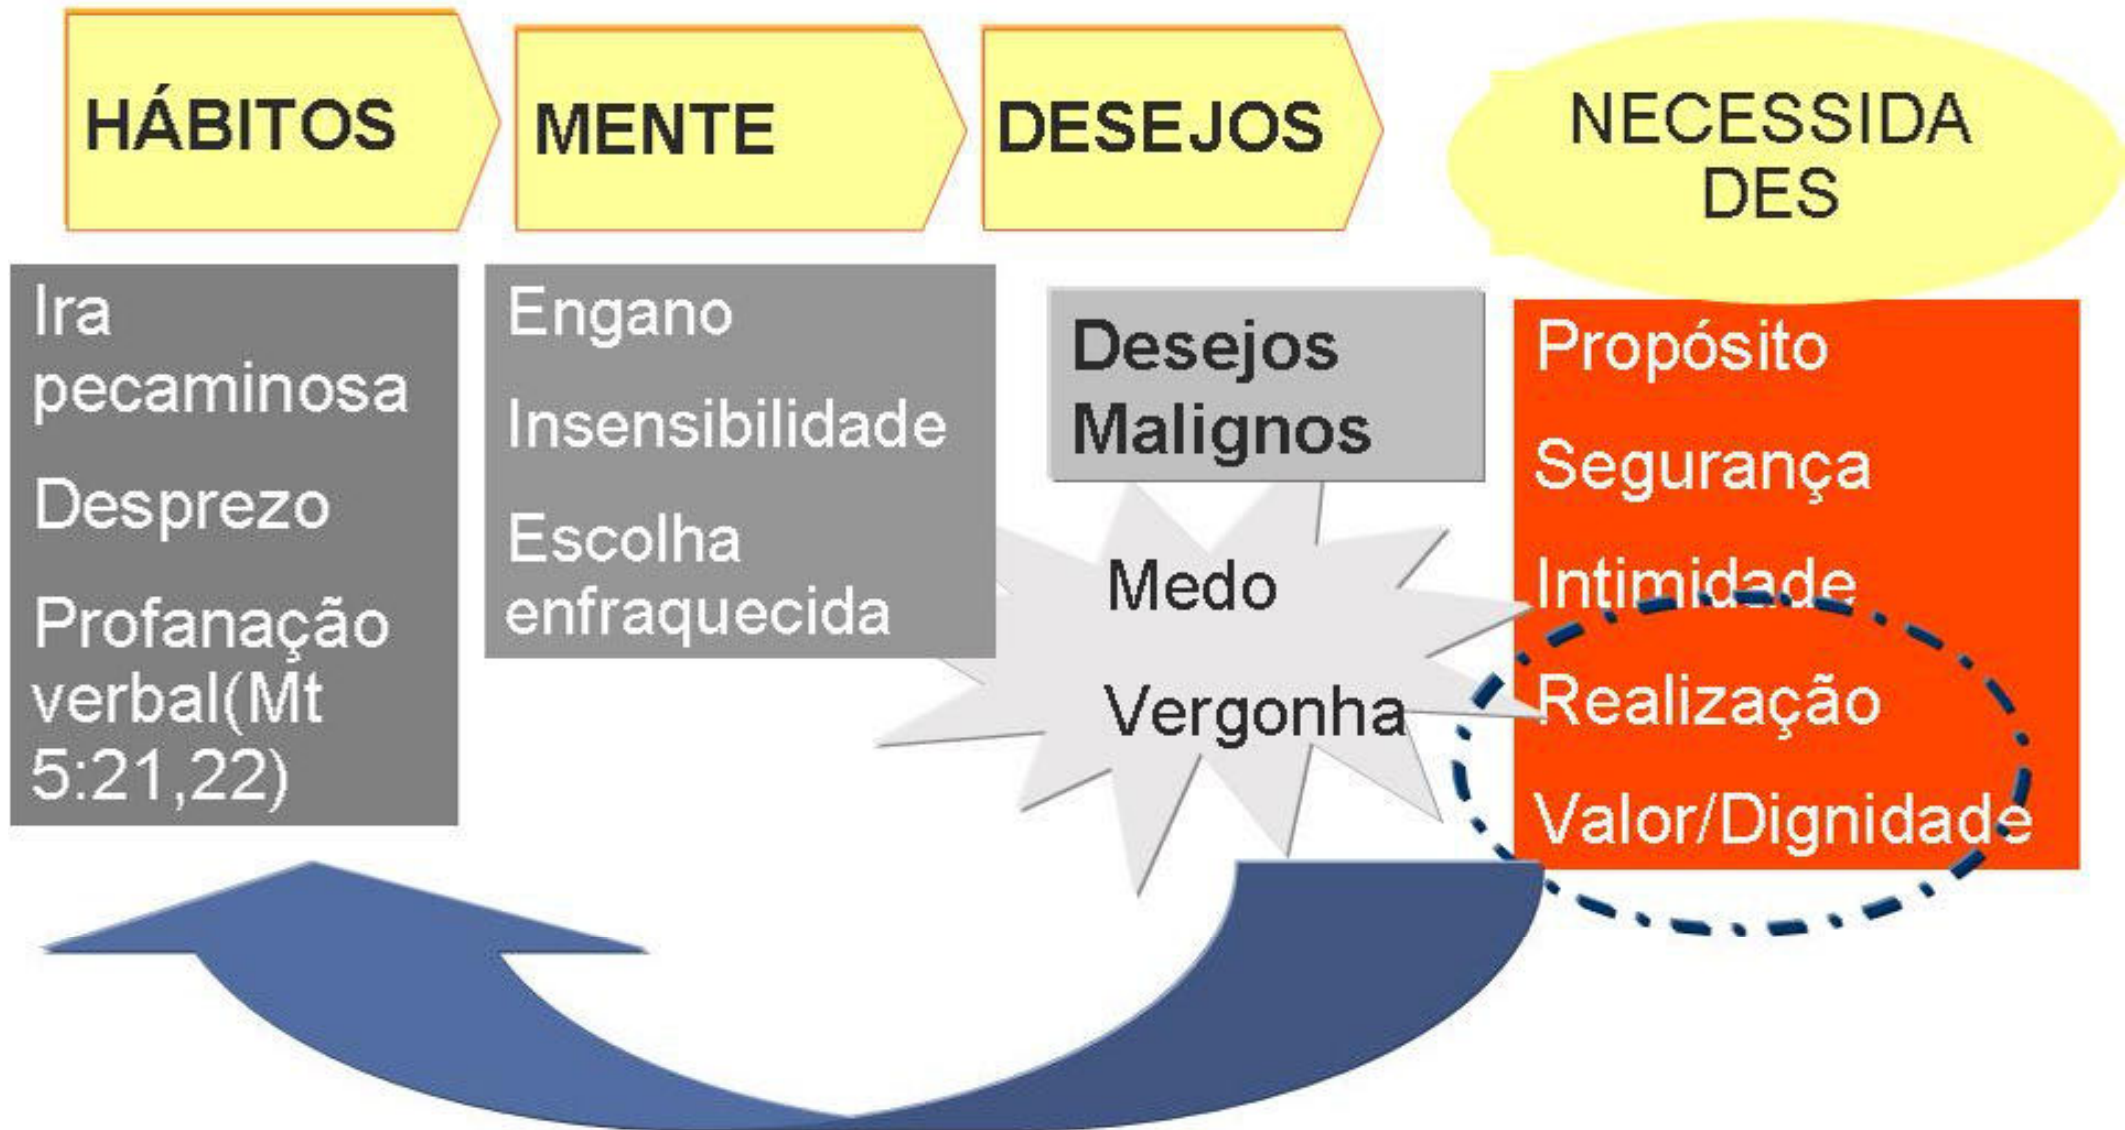 HÁBITOS
MENTE
DESEJOS
NECESSIDA
DES
Ira
pecaminosa
Desprezo
Profanação
verbal(Mt
5:21,22)
Engano
Insensibilidade
Escolha
enfraquecida
Desejos
Malignos
Medo
Vergonha
Propósito
Segurança
Intimidade
Realização
Valor/Dignidade